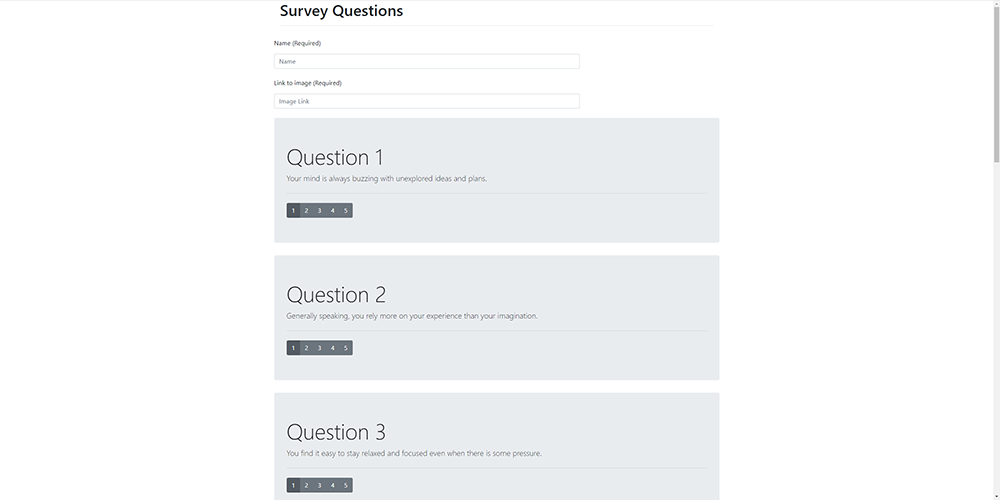 Survey Questions
Name (Required)
Name
Link to image (Required)
Image Link
Question 1
Your mind is always buzzing with unexplored ideas and plans.
1 2 3 4 5
Question 2
Generally speaking, you rely more on your experience than your imagination.
1 2 3 4 5
Question 3
You find it easy to stay relaxed and focused even when there is some pressure.
1 2 3 4 5